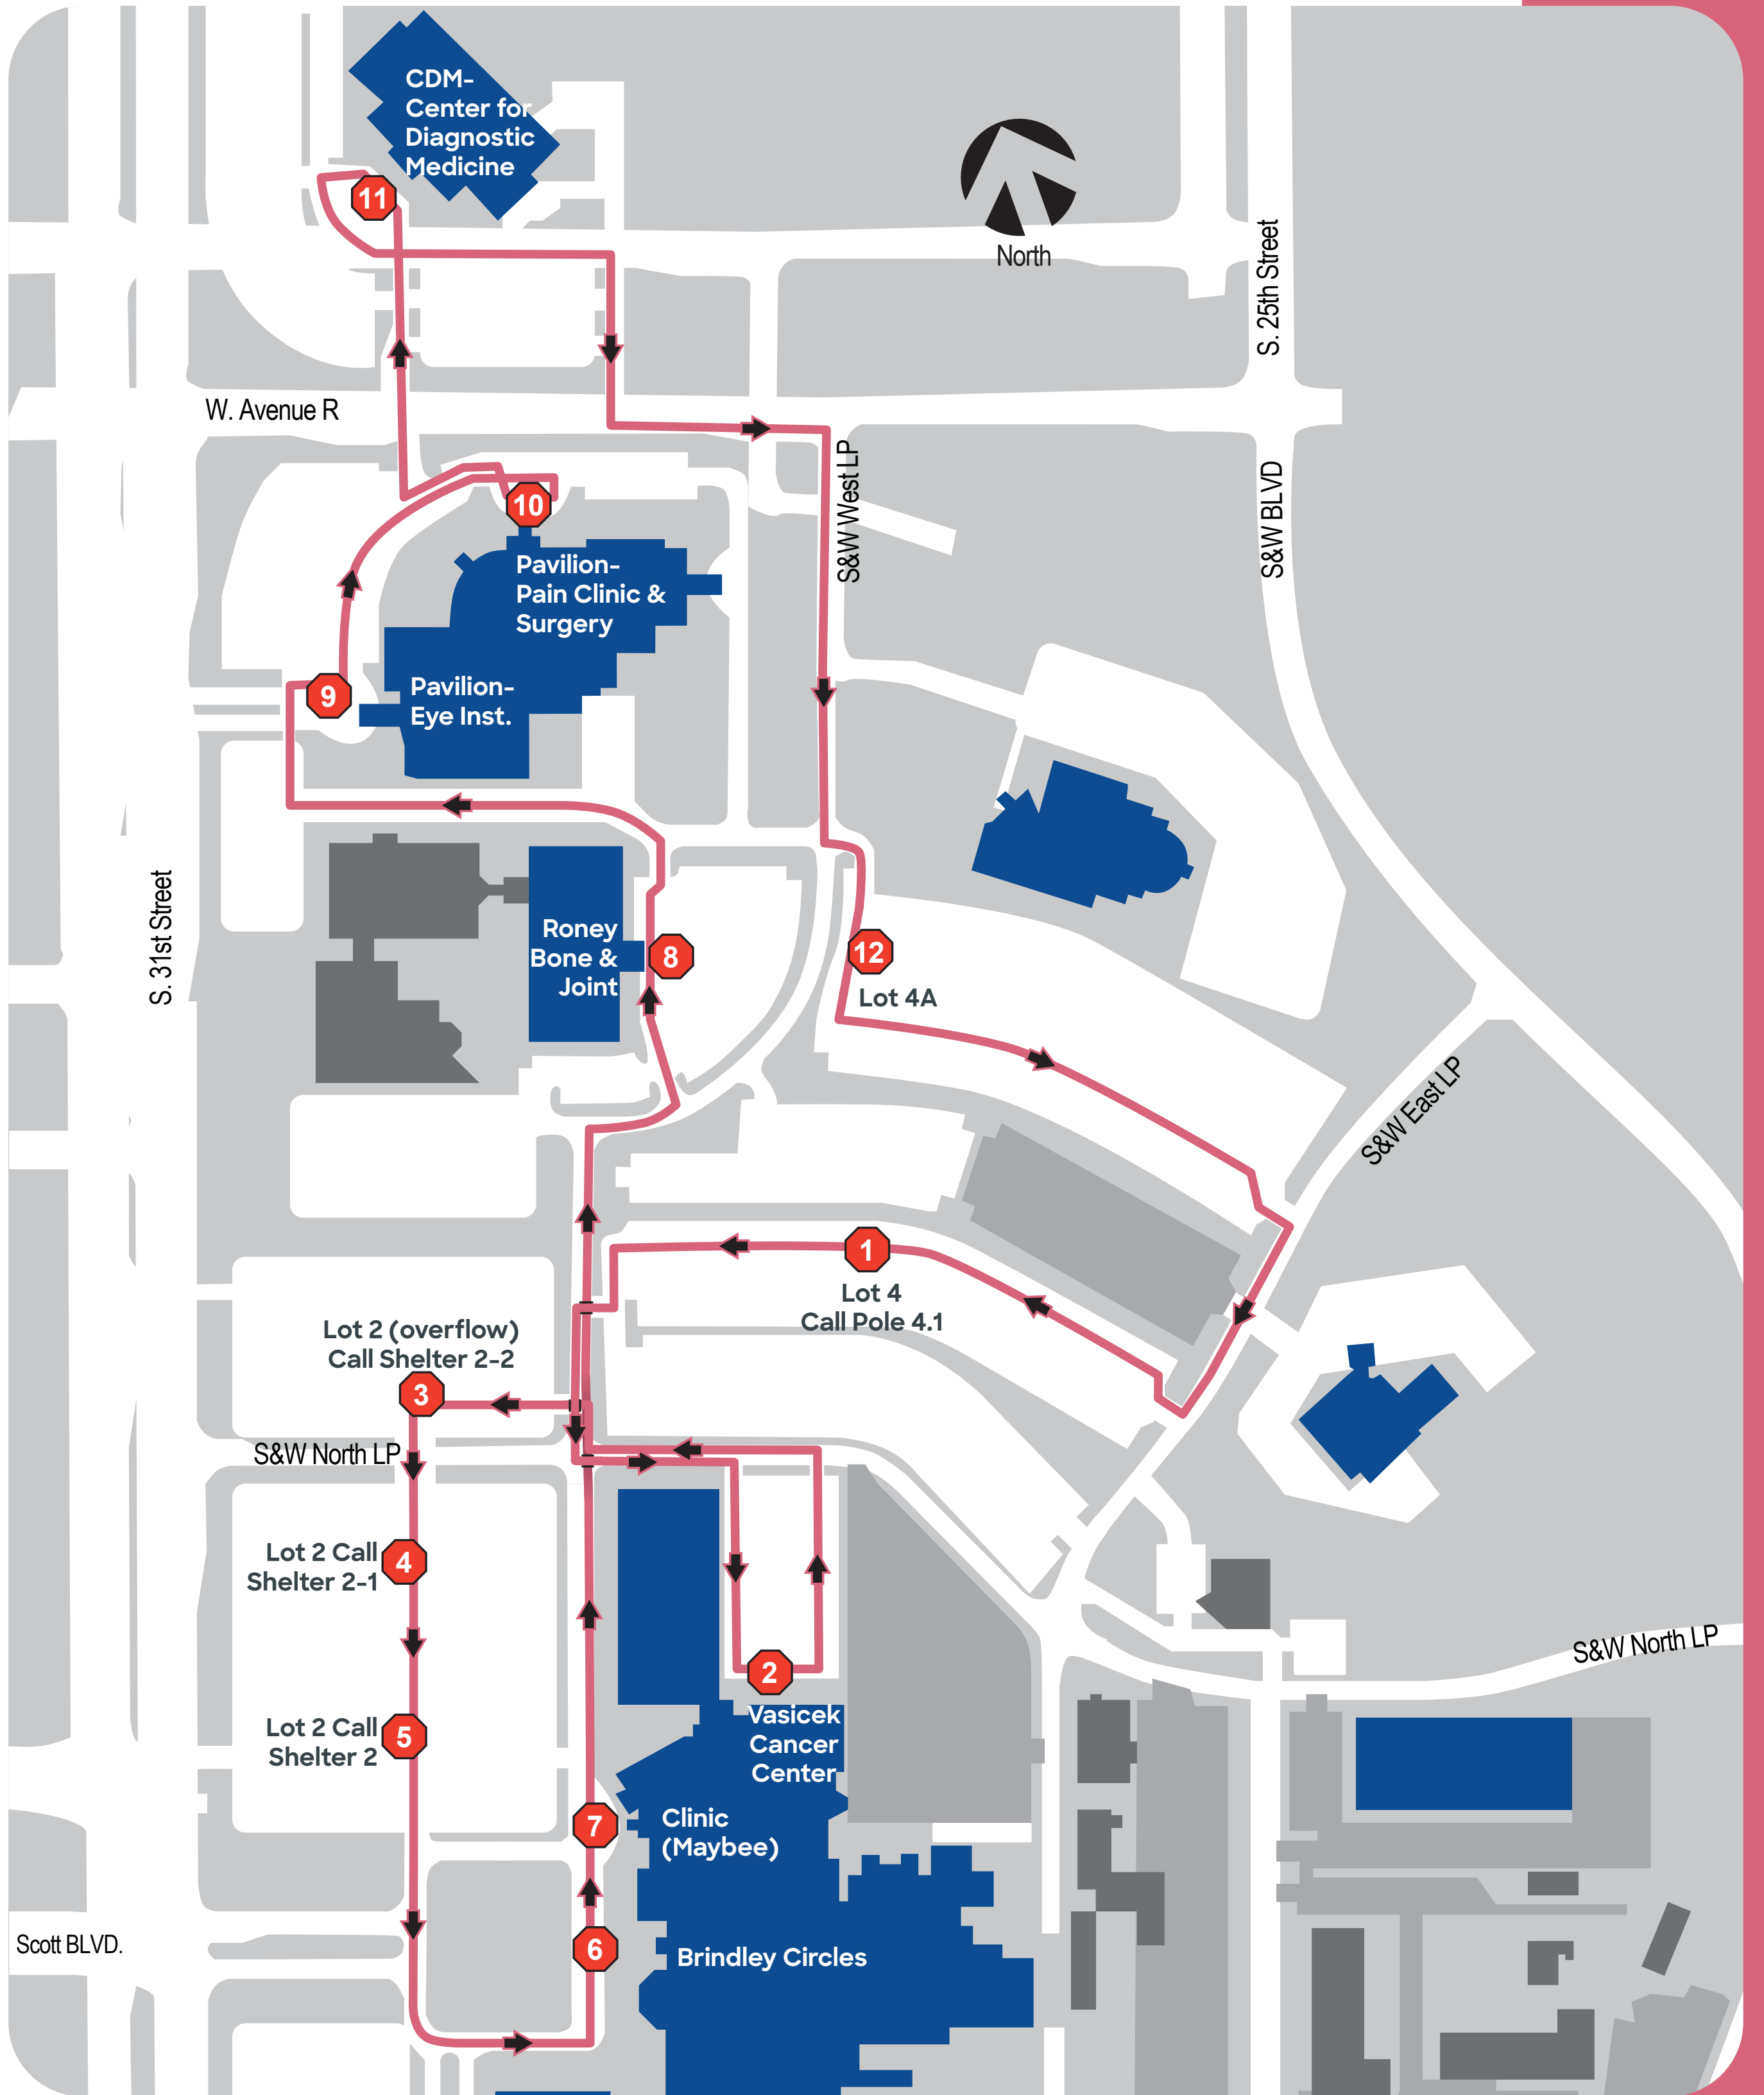 CDM-
Center for
Diagnostic
Medicine
11
North
S. 25th Street
W. Avenue R
S&W West LP
S&W BLVD
10
Pavilion-
Pain Clinic &
Surgery
9
Pavilion-
Eye Inst.
S. 31st Street
Roney
Bone &
Joint
8
12
Lot 4A
S&W East LP
1
Lot 4
Call Pole 4.1
Lot 2 (overflow)
Call Shelter 2-2
3
S&W North LP
Lot 2 Call
Shelter 2-1
4
2
S&W North LP
Lot 2 Call
Shelter 2
5
Vasicek
Cancer
Center
7
Clinic
(Maybee)
Scott BLVD.
6
Brindley Circles